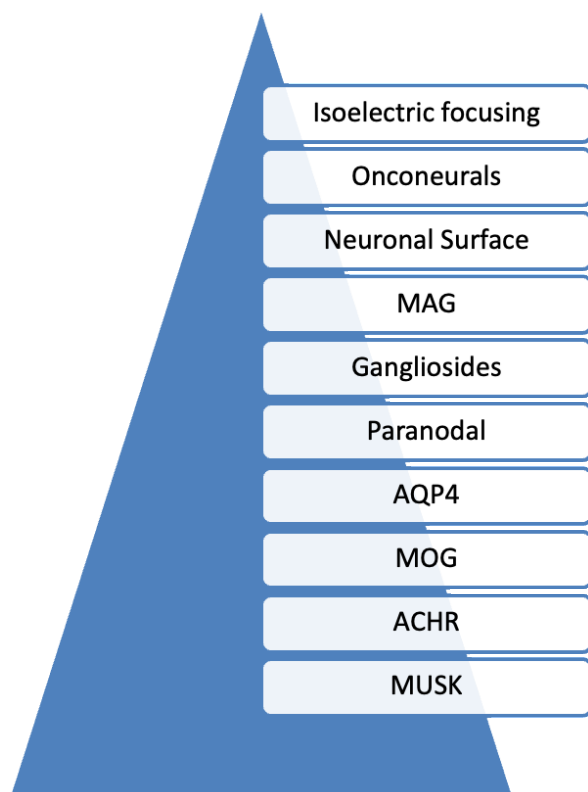 Isoelectric focusing
Onconeurals
Neuronal Surface
MAG
Gangliosides
Paranodal
AQP4
MOG
ACHR
MUSK